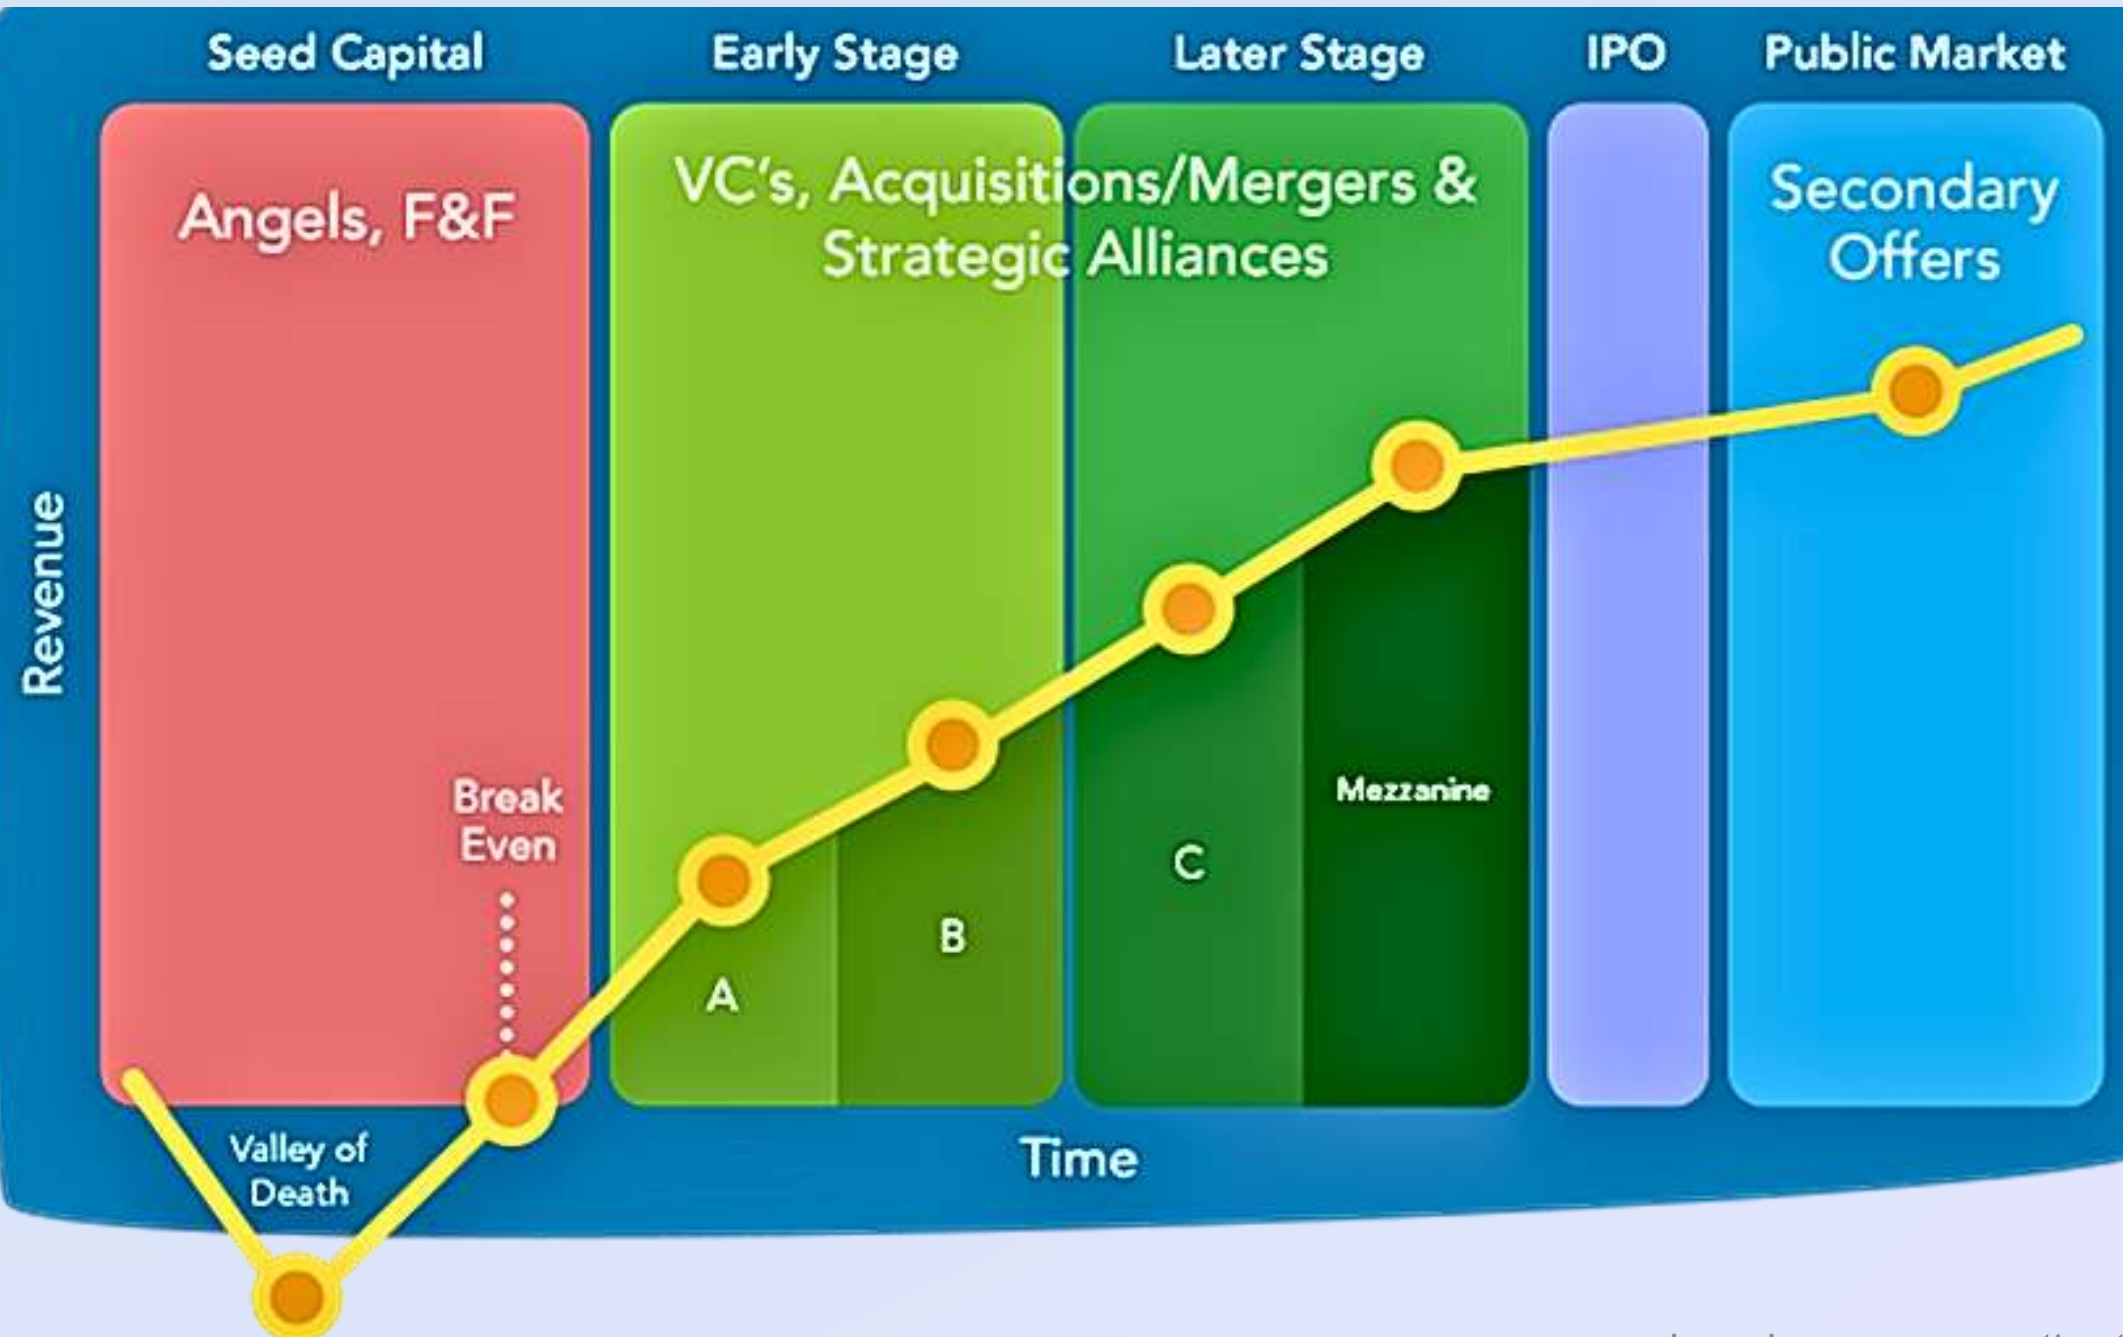 Seed Capital
Early Stage
Later Stage
IPO
Public Market
Angels, F&F
VC's, Acquisitions/Mergers &
Strategic Alliances
Secondary
Offers
Revenue
Break
Even
Mezzanine
C
B
A
Valley of
Death
Time